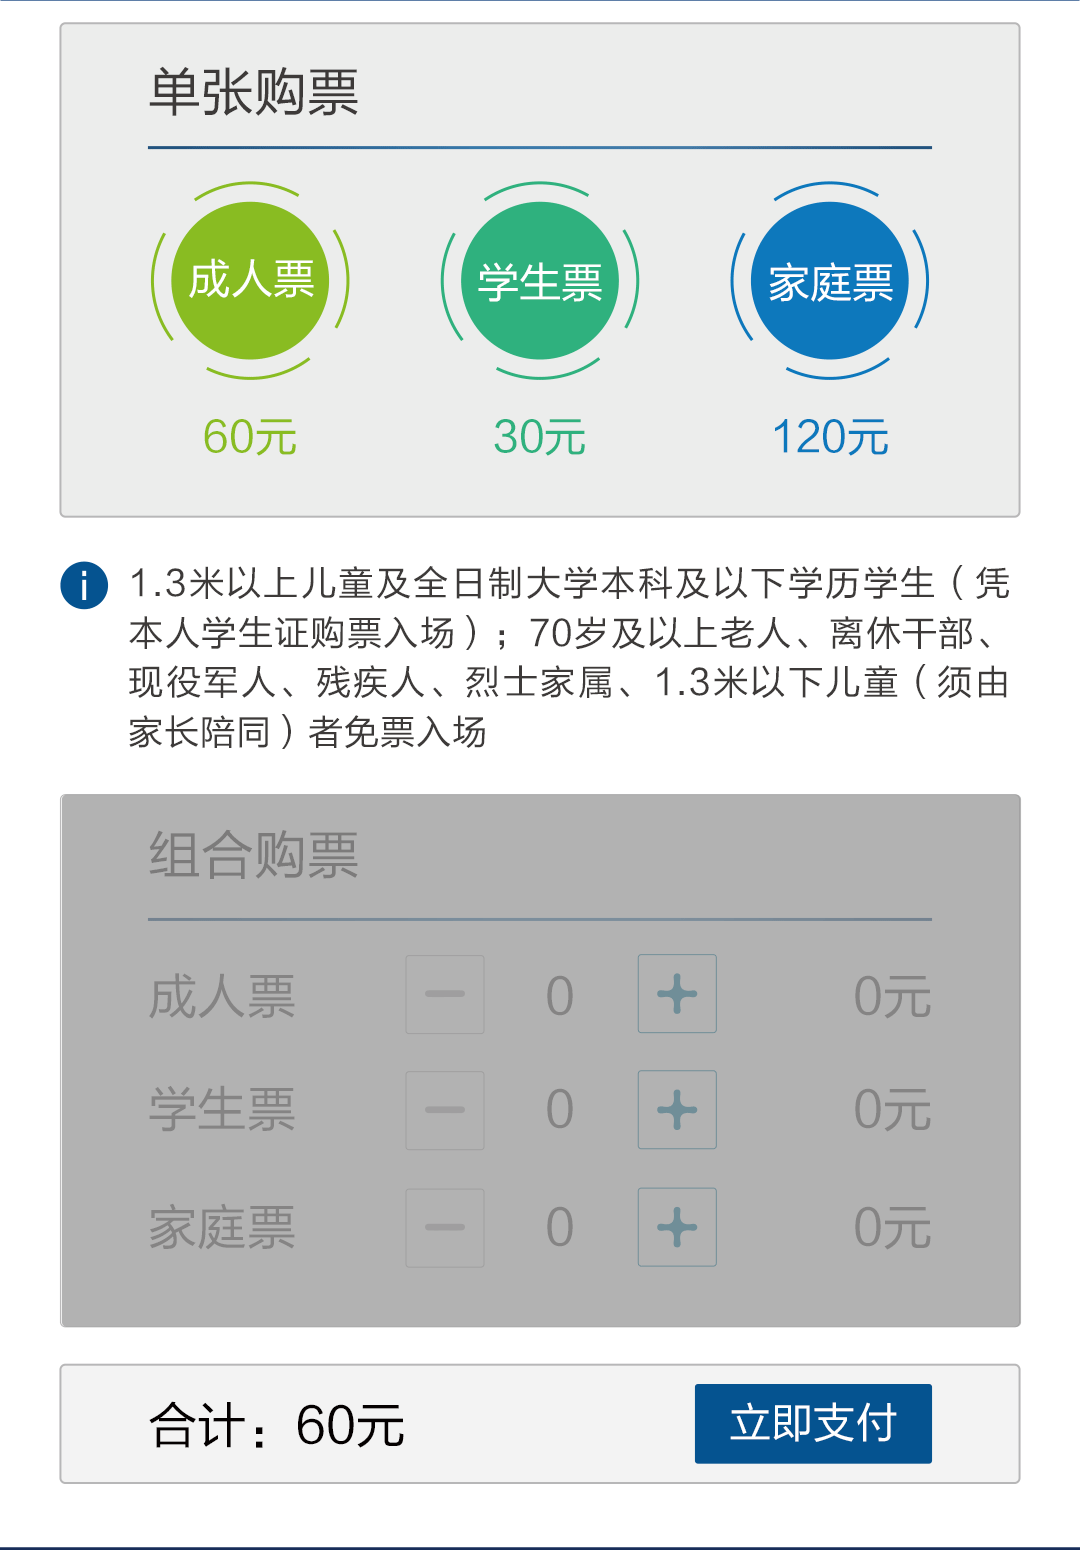 单张购票
成人票 学生票 家庭票
60元 30元 120元
i 1.3米以上儿童及全日制大学本科及以下学历学生（凭
本人学生证购票入场）；70岁及以上老人、离休干部、
现役军人、残疾人、烈士家属、1.3米以下儿童（须由
家长陪同）者免票入场
组合购票
成人票 － 0 + 0元
学生票 － 0 + 0元
家庭票 － 0 + 0元
合计：60元 立即支付